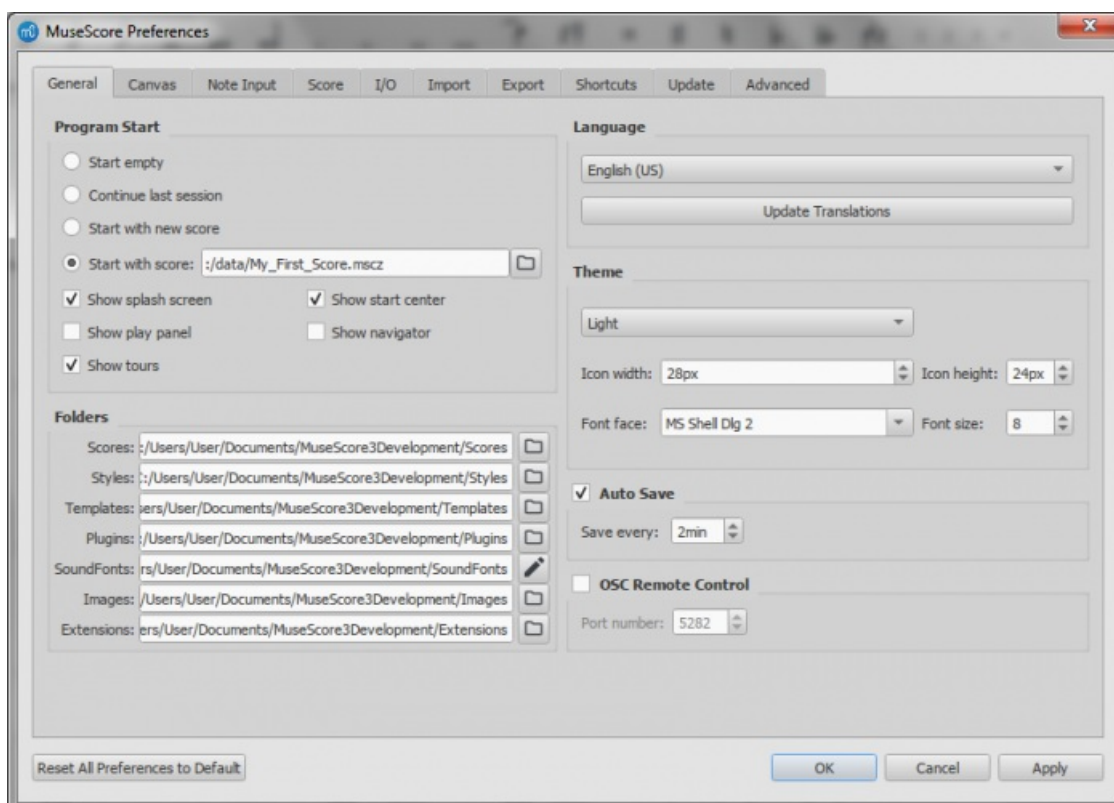 MuseScore Preferences
General Canvas Note Input Score I/O Import Export Shortcuts Update Advanced
Program Start
Start empty
Continue last session
Start with new score
Start with score: :/data/My_First_Score.mscz
Show splash screen Show start center
Show play panel Show navigator
Show tours
Folders
Scores: :/Users/User/Documents/MuseScore3Development/Scores
Styles: :/Users/User/Documents/MuseScore3Development/Styles
Templates: sers/User/Documents/MuseScore3Development/Templates
Plugins: :/Users/User/Documents/MuseScore3Development/Plugins
SoundFonts: rs/User/Documents/MuseScore3Development/SoundFonts
Images: /Users/User/Documents/MuseScore3Development/Images
Extensions: ers/User/Documents/MuseScore3Development/Extensions
Language
English (US)
Update Translations
Theme
Light
Icon width: 28px Icon height: 24px
Font face: MS Shell Dlg 2 Font size: 8
Auto Save
Save every: 2min
OSC Remote Control
Port number: 5282
Reset All Preferences to Default OK Cancel Apply